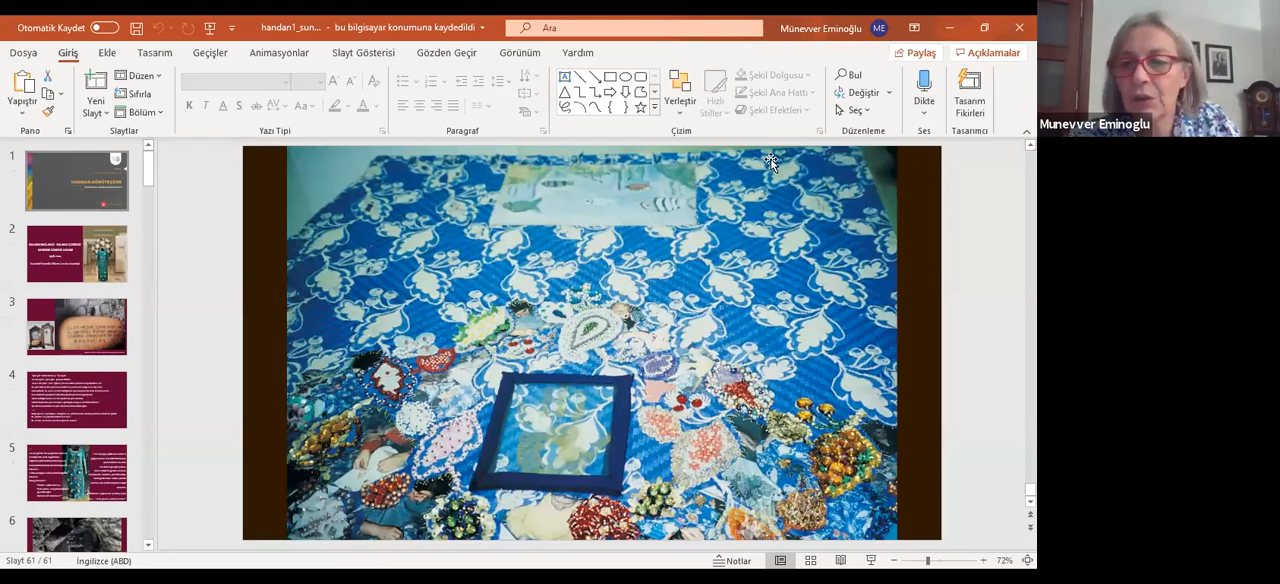 Otomatik Kaydet
handan1_sun... - bu bilgisayar konumuna kaydedildi
Ara
Münevver Eminoğlu ME
Dosya Giriş Ekle Tasarım Geçişler Animasyonlar Slayt Gösterisi Gözden Geçir Görünüm Yardım
Paylaş Açıklamalar
Yapıştır
Yeni Slayt
Düzen
Sıfırla
Bölüm
K T A S ab AV Aa
Yerleştir
Hızlı Stiller
Şekil Dolgusu
Şekil Ana Hattı
Şekil Efektleri
Bul
Değiştir
Seç
Dikte
Tasarım Fikirleri
Pano Slaytlar Yazı Tipi Paragraf Çizim Düzenleme Ses Tasarımcı
Munevver Eminoglu
1
2
3
4
5
6
Slayt 61 / 61 İngilizce (ABD) Notlar 72%